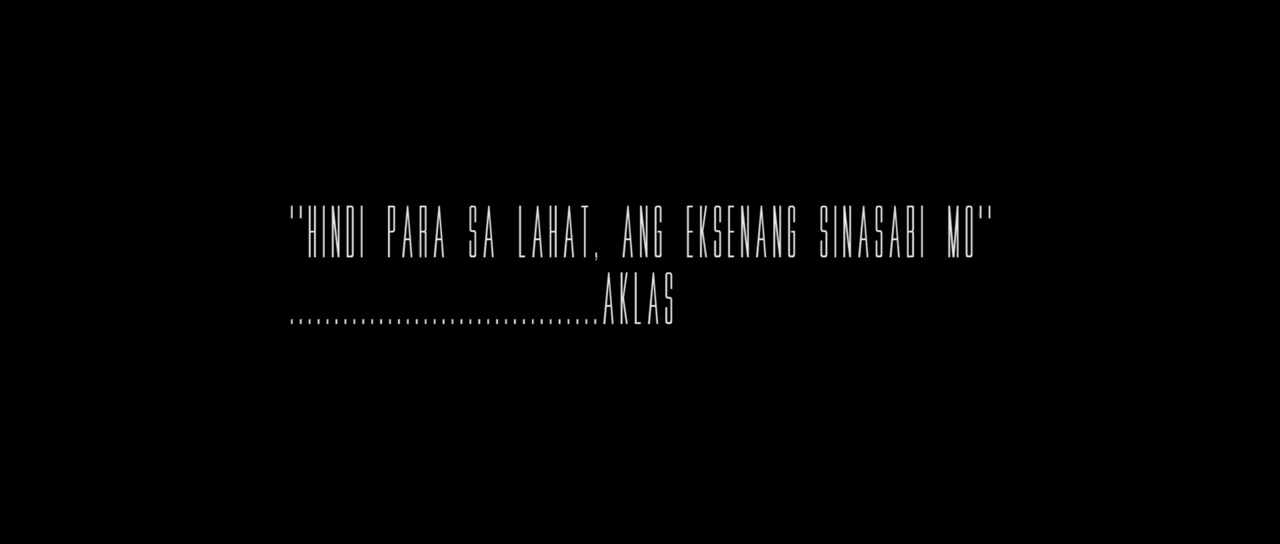 "HINDI PARA SA LAHAT, ANG EKSENANG SINASABI MO"
...................................AKLAS